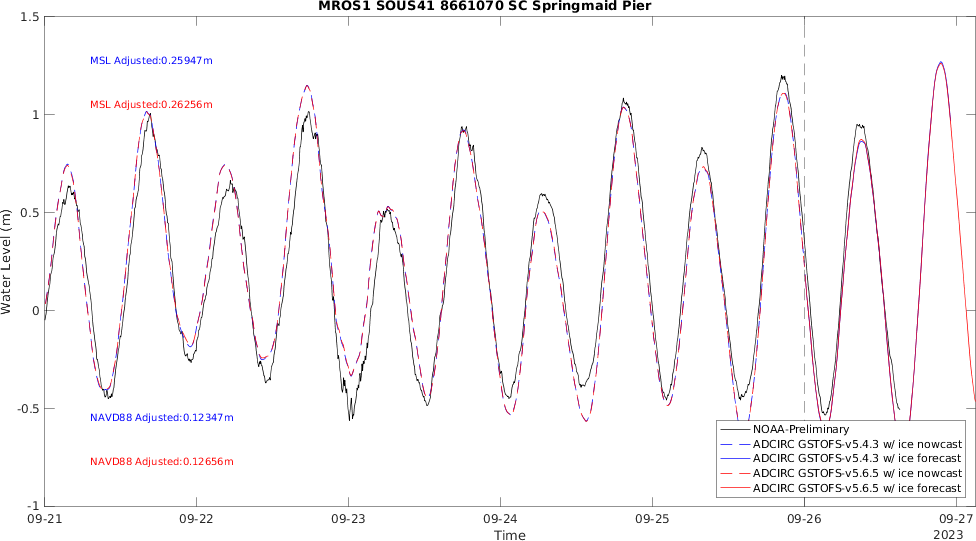 MROS1 SOUS41 8661070 SC Springmaid Pier
1.5
1
0.5
0
-0.5
-1
Water Level (m)
MSL Adjusted:0.25947m
MSL Adjusted:0.26256m
NAVD88 Adjusted:0.12347m
NAVD88 Adjusted:0.12656m
NOAA-Preliminary
ADCIRC GSTOFS-v5.4.3 w/ ice nowcast
ADCIRC GSTOFS-v5.4.3 w/ ice forecast
ADCIRC GSTOFS-v5.6.5 w/ ice nowcast
ADCIRC GSTOFS-v5.6.5 w/ ice forecast
09-21 09-22 09-23 09-24 09-25 09-26 09-27
Time
2023